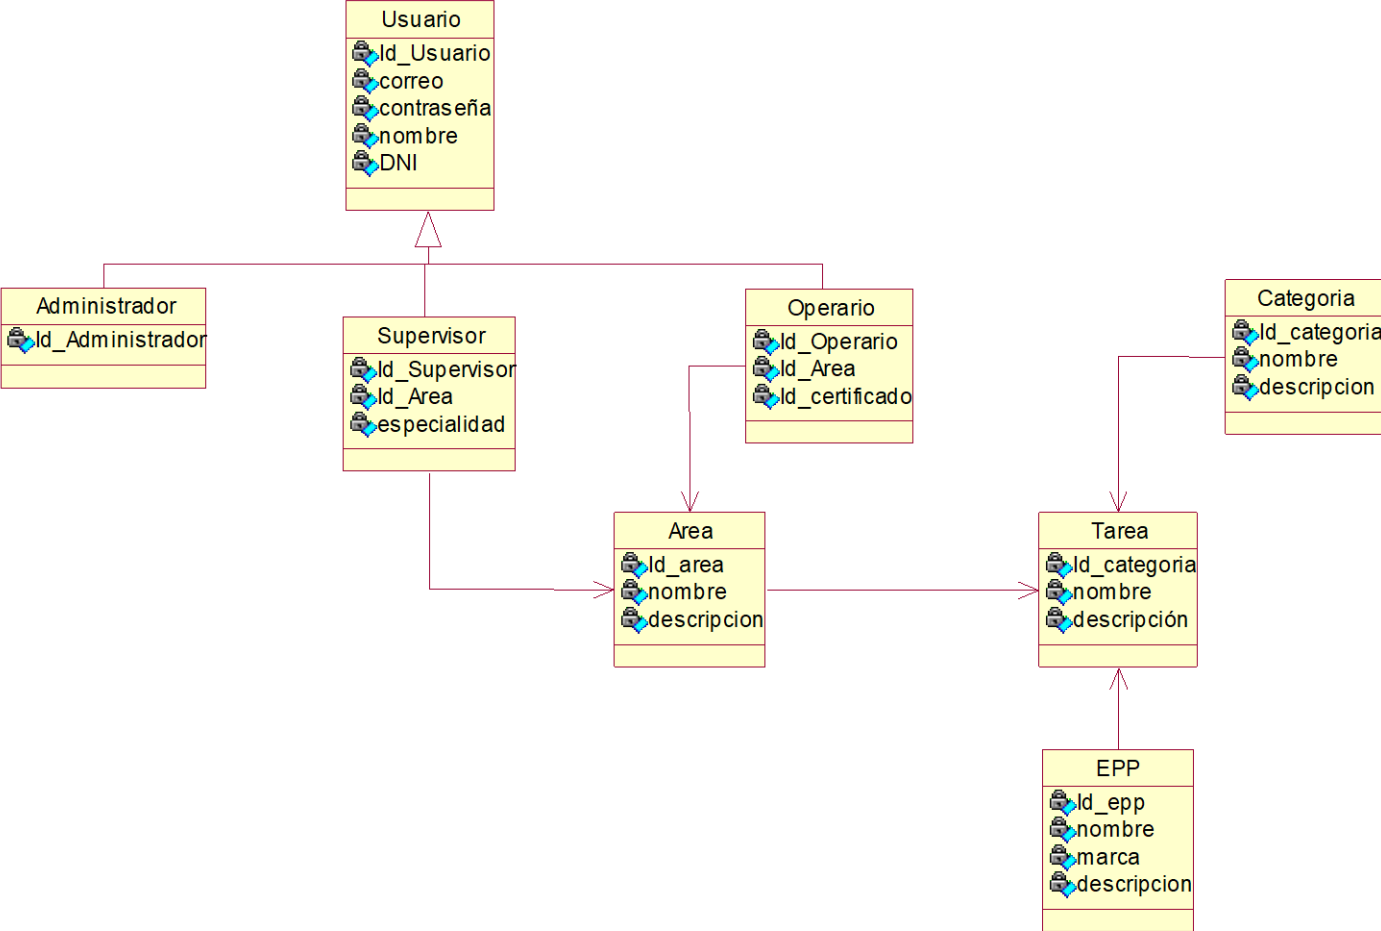 Usuario
Id_Usuario
correo
contraseña
nombre
DNI
Administrador
Id_Administrador
Supervisor
Id_Supervisor
Id_Area
especialidad
Operario
Id_Operario
Id_Area
Id_certificado
Categoria
Id_categoria
nombre
descripcion
Area
Id_area
nombre
descripcion
Tarea
Id_categoria
nombre
descripción
EPP
Id_epp
nombre
marca
descripcion